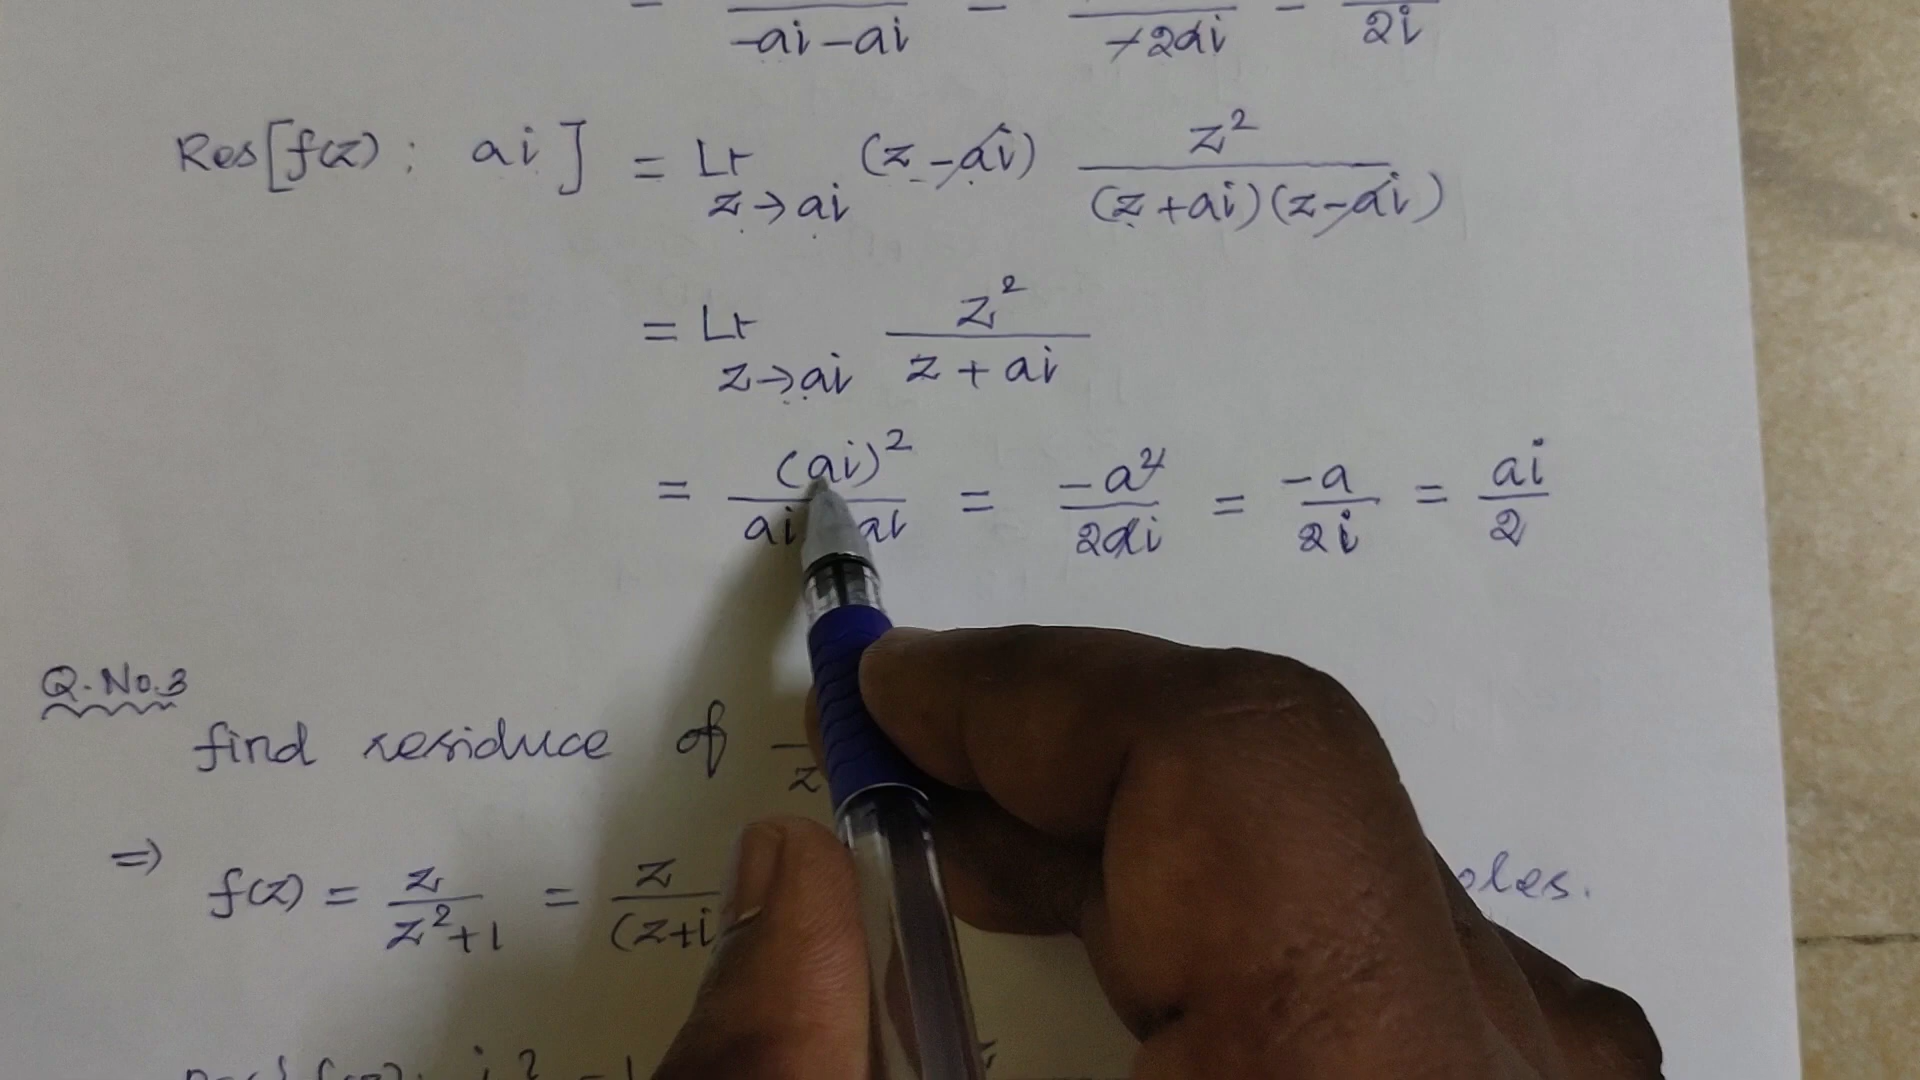 = —— = —— = ——
-ai-ai -2ai 2i
Res[f(z); ai] = Lt z→ai (z-ai) z²/((z+ai)(z-ai))
= Lt z→ai z²/(z+ai)
= (ai)²/(ai ai) = -a²/2ai = -a/2i = ai/2
Q.No.3
find residuce of z
⇒ f(z) = z/(z²+1) = z/(z+i oles.